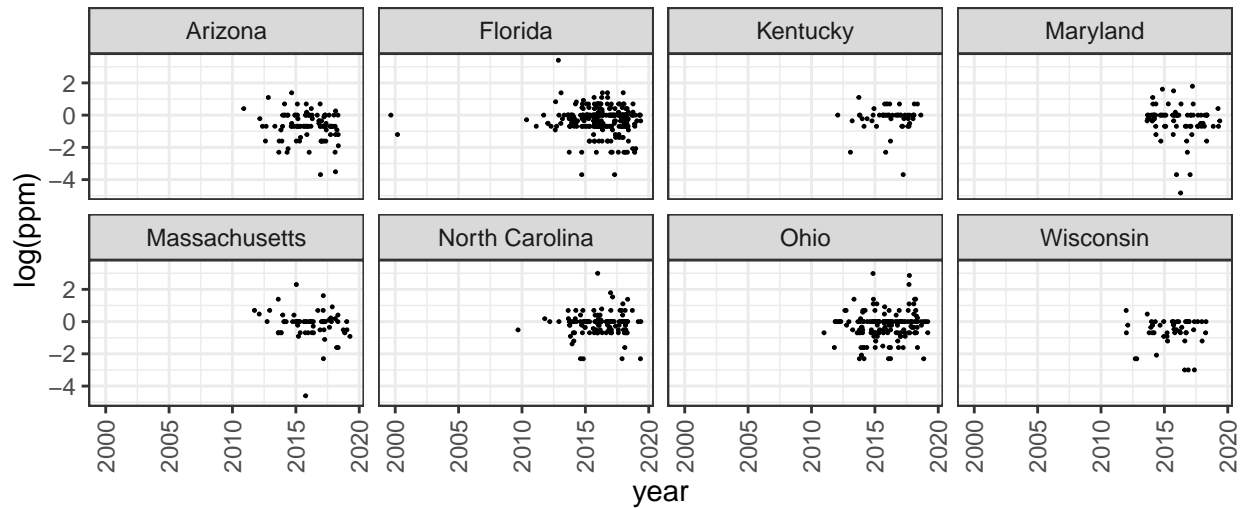 Arizona Florida Kentucky Maryland
2
0
−2
−4
Massachusetts North Carolina Ohio Wisconsin
2
0
−2
−4
log(ppm)
2000 2005 2010 2015 2020 2000 2005 2010 2015 2020 2000 2005 2010 2015 2020 2000 2005 2010 2015 2020
year